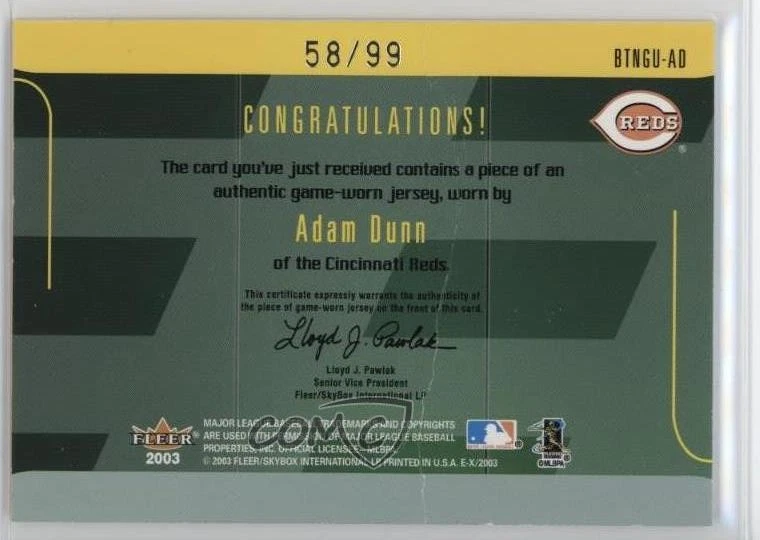 58/99
BTNGU-AD
CONGRATULATIONS!
REDS
The card you've just received contains a piece of an
authentic game-worn jersey, worn by
Adam Dunn
of the Cincinnati Reds.
This certificate expressly warrants the authenticity of
the piece of game-worn jersey on the front of this card.
Lloyd J. Pawlak
Lloyd J. Pawlak
Senior Vice President
Fleer/SkyBox International LP
COMC
FLEER
2003
MAJOR LEAGUE BASEBALL TRADEMARKS AND COPYRIGHTS
ARE USED WITH PERMISSION OF MAJOR LEAGUE BASEBALL
PROPERTIES, INC. OFFICIAL LICENSEE – MLBPA
© 2003 FLEER/SKYBOX INTERNATIONAL LP PRINTED IN U.S.A. E-X/2003
©MLBPA